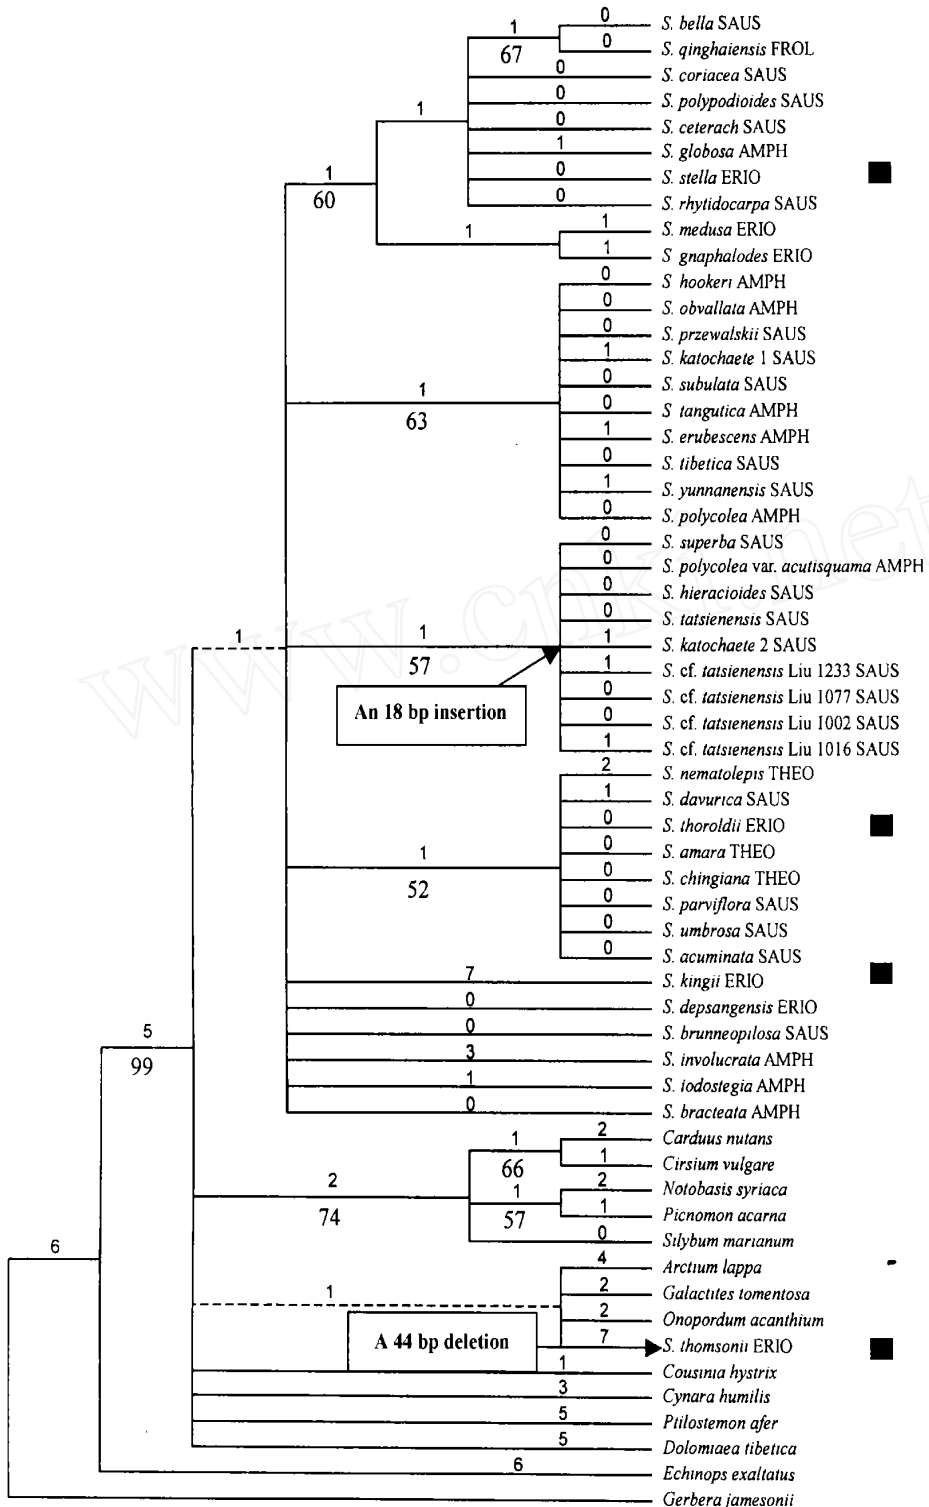 0 S. bella SAUS
1
67
0 S. qinghaiensis FROL
0 S. coriacea SAUS
0 S. polypodioides SAUS
1
0 S. ceterach SAUS
1 S. globosa AMPH
1
60
0 S. stella ERIO
0 S. rhytidocarpa SAUS
1
1 S. medusa ERIO
1 S gnaphalodes ERIO
0 S hookeri AMPH
0 S. obvallata AMPH
0 S. przewalskii SAUS
1 S. katochaete 1 SAUS
0 S. subulata SAUS
1
63
0 S tangutica AMPH
1 S. erubescens AMPH
0 S. tibetica SAUS
1 S. yunnanensis SAUS
0 S. polycolea AMPH
0 S. superba SAUS
0 S. polycolea var. acutisquama AMPH
0 S. hieracioides SAUS
0 S. tatsienensis SAUS
1
1
57
1 S. katochaete 2 SAUS
An 18 bp insertion
1 S. cf. tatsienensis Liu 1233 SAUS
0 S. cf. tatsienensis Liu 1077 SAUS
0 S. cf. tatsienensis Liu 1002 SAUS
1 S. cf. tatsienensis Liu 1016 SAUS
2 S. nematolepis THEO
1 S. davurica SAUS
0 S. thoroldii ERIO
0 S. amara THEO
1
52
0 S. chingiana THEO
0 S. parviflora SAUS
0 S. umbrosa SAUS
0 S. acuminata SAUS
7 S. kingii ERIO
0 S. depsangensis ERIO
0 S. brunneopilosa SAUS
5
99
3 S. involucrata AMPH
1 S. iodostegia AMPH
0 S. bracteata AMPH
2 Carduus nutans
1
66
1 Cirsium vulgare
2
74
2 Notobasis syriaca
1
57
1 Picnomon acarna
0 Silybum marianum
6
4 Arctium lappa
1
2 Galactites tomentosa
2 Onopordum acanthium
A 44 bp deletion
7 S. thomsonii ERIO
1 Cousinia hystrix
3 Cynara humilis
5 Ptilostemon afer
5 Dolomiaea tibetica
6 Echinops exaltatus
Gerbera jamesonii
www.cnki.net